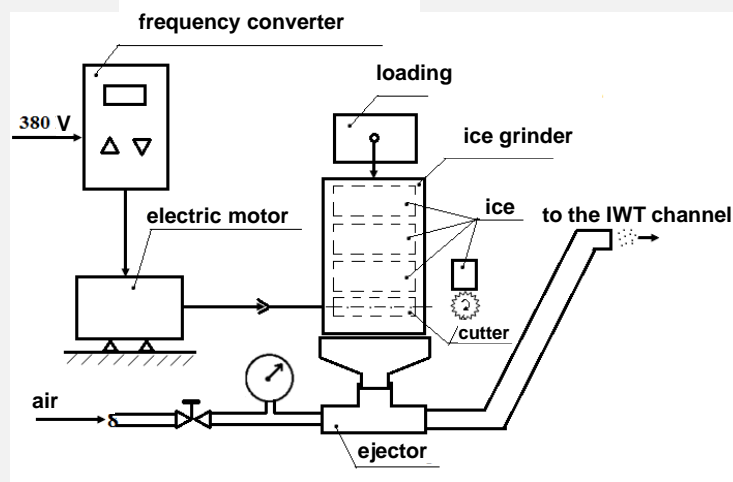 frequency converter
loading
380 V
ice grinder
electric motor
ice
to the IWT channel
cutter
air
ejector